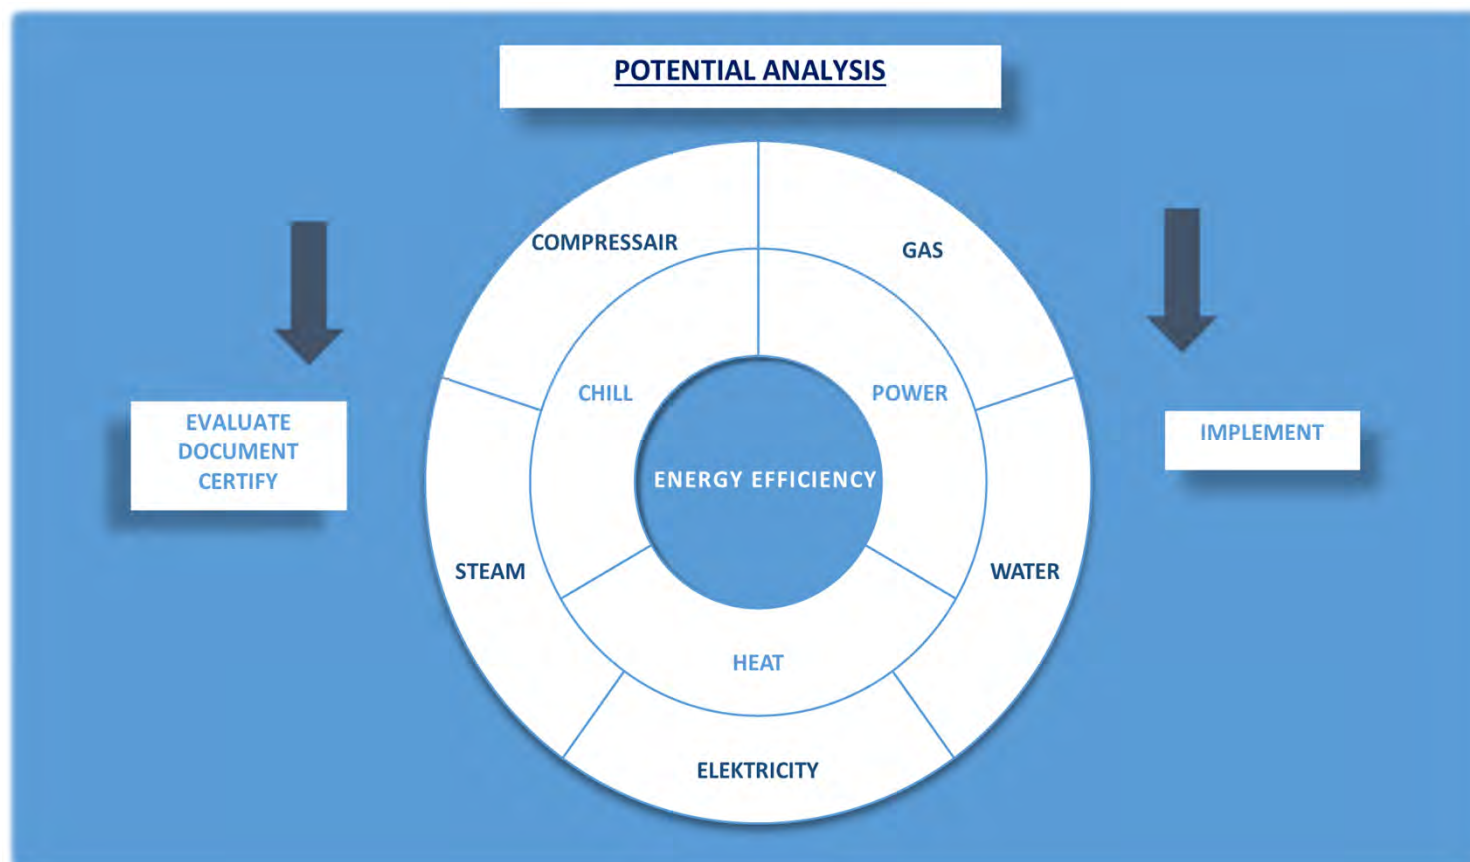 POTENTIAL ANALYSIS
COMPRESSAIR
GAS
CHILL
POWER
EVALUATE
DOCUMENT
CERTIFY
IMPLEMENT
ENERGY EFFICIENCY
STEAM
WATER
HEAT
ELEKTRICITY